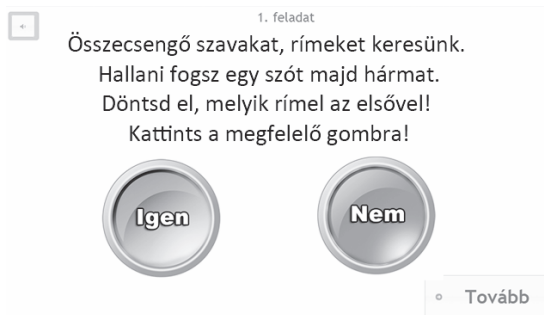 1. feladat
Összecsengő szavakat, rímeket keresünk.
Hallani fogsz egy szót majd hármat.
Döntsd el, melyik rímel az elsővel!
Kattints a megfelelő gombra!
Igen
Nem
Tovább